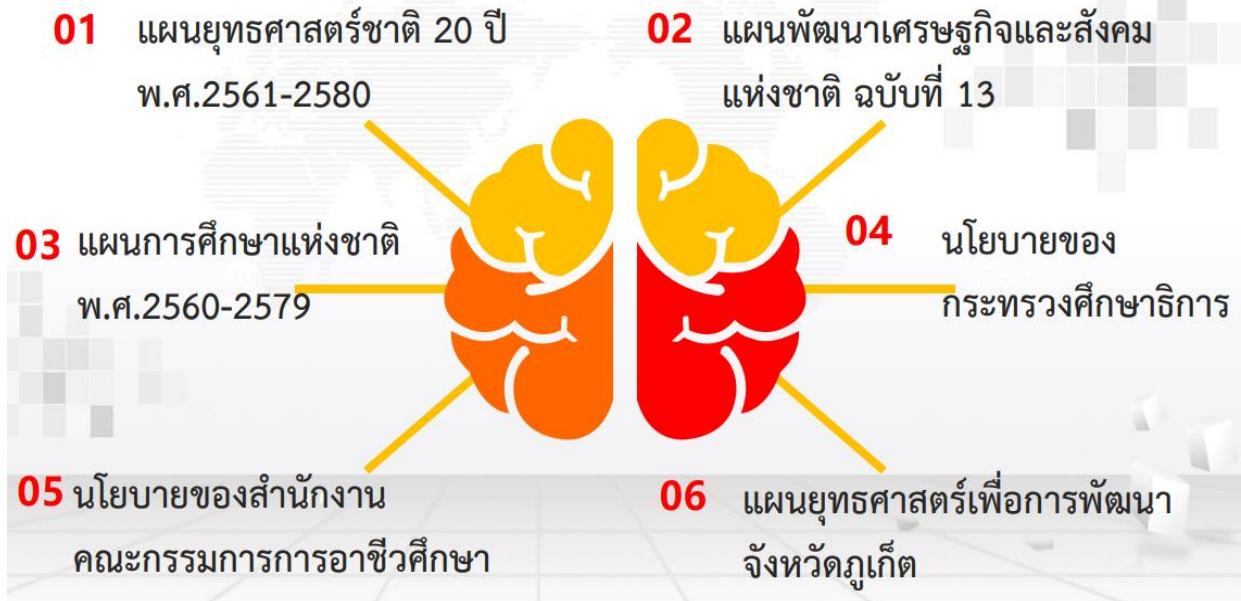 01 แผนยุทธศาสตร์ชาติ 20 ปี
พ.ศ.2561-2580
02 แผนพัฒนาเศรษฐกิจและสังคม
แห่งชาติ ฉบับที่ 13
03 แผนการศึกษาแห่งชาติ
พ.ศ.2560-2579
04 นโยบายของ
กระทรวงศึกษาธิการ
05 นโยบายของสำนักงาน
คณะกรรมการการอาชีวศึกษา
06 แผนยุทธศาสตร์เพื่อการพัฒนา
จังหวัดภูเก็ต